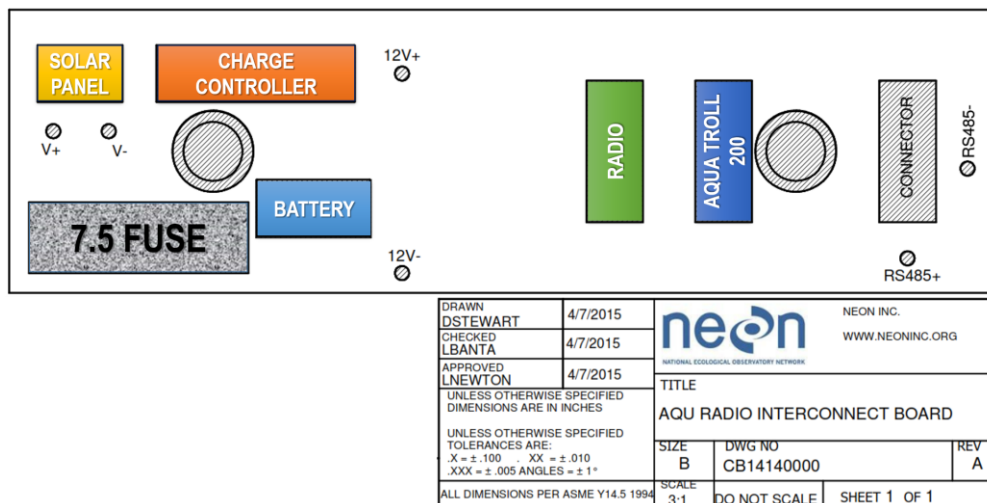 SOLAR
PANEL
CHARGE
CONTROLLER
12V+
V+
V-
7.5 FUSE
BATTERY
12V-
RADIO
AQUA TROLL
200
CONNECTOR
RS485-
RS485+
DRAWN
DSTEWART
4/7/2015
CHECKED
LBANTA
4/7/2015
APPROVED
LNEWTON
4/7/2015
UNLESS OTHERWISE SPECIFIED
DIMENSIONS ARE IN INCHES
UNLESS OTHERWISE SPECIFIED
TOLERANCES ARE:
.X = ± .100 . XX = ± .010
.XXX = ± .005 ANGLES = ± 1°
ALL DIMENSIONS PER ASME Y14.5 1994
neon
NATIONAL ECOLOGICAL OBSERVATORY NETWORK
NEON INC.
WWW.NEONINC.ORG
TITLE
AQU RADIO INTERCONNECT BOARD
SIZE
B
DWG NO
CB14140000
REV
A
SCALE
3:1
DO NOT SCALE
SHEET 1 OF 1